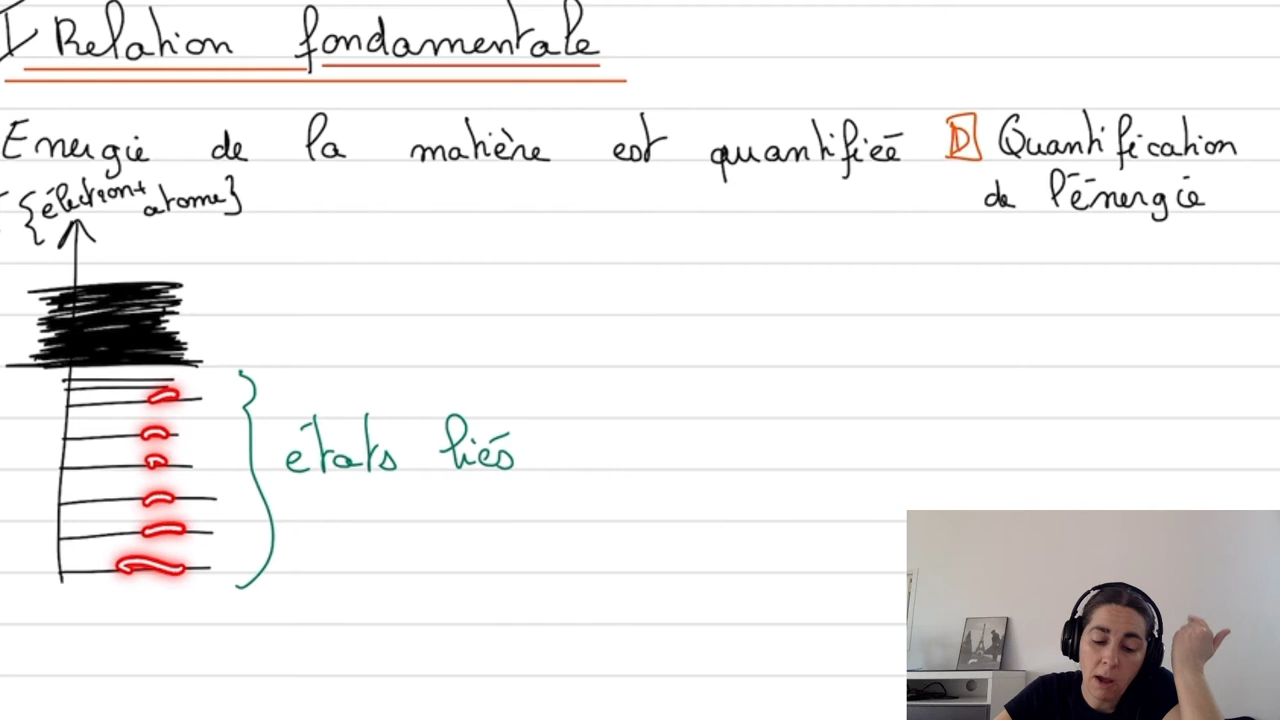 I Relation fondamentale
Energie de la matière est quantifiée D Quantification
de l'énergie
{électron+
atome}
états liés